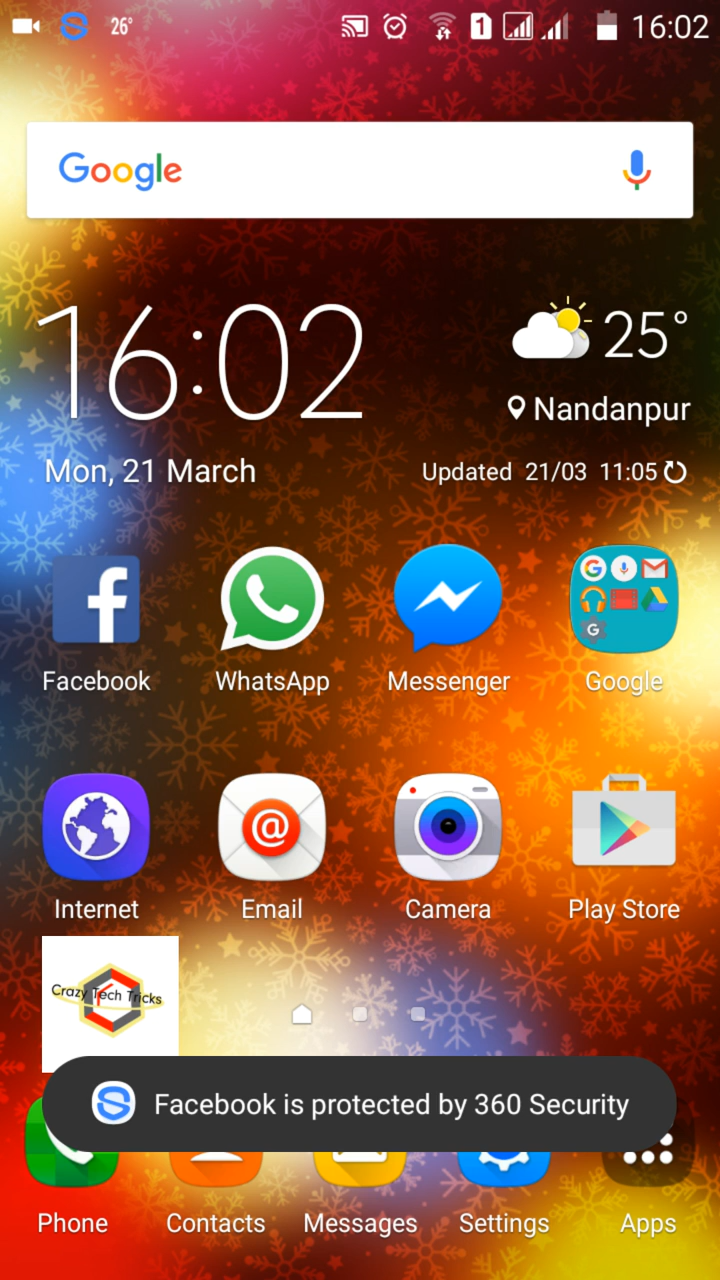 26°
1
16:02
Google
16:02
25°
Nandanpur
Mon, 21 March
Updated 21/03 11:05
G
G
Facebook
WhatsApp
Messenger
Google
@
Internet
Email
Camera
Play Store
Crazy Tech Tricks
Facebook is protected by 360 Security
Phone
Contacts
Messages
Settings
Apps